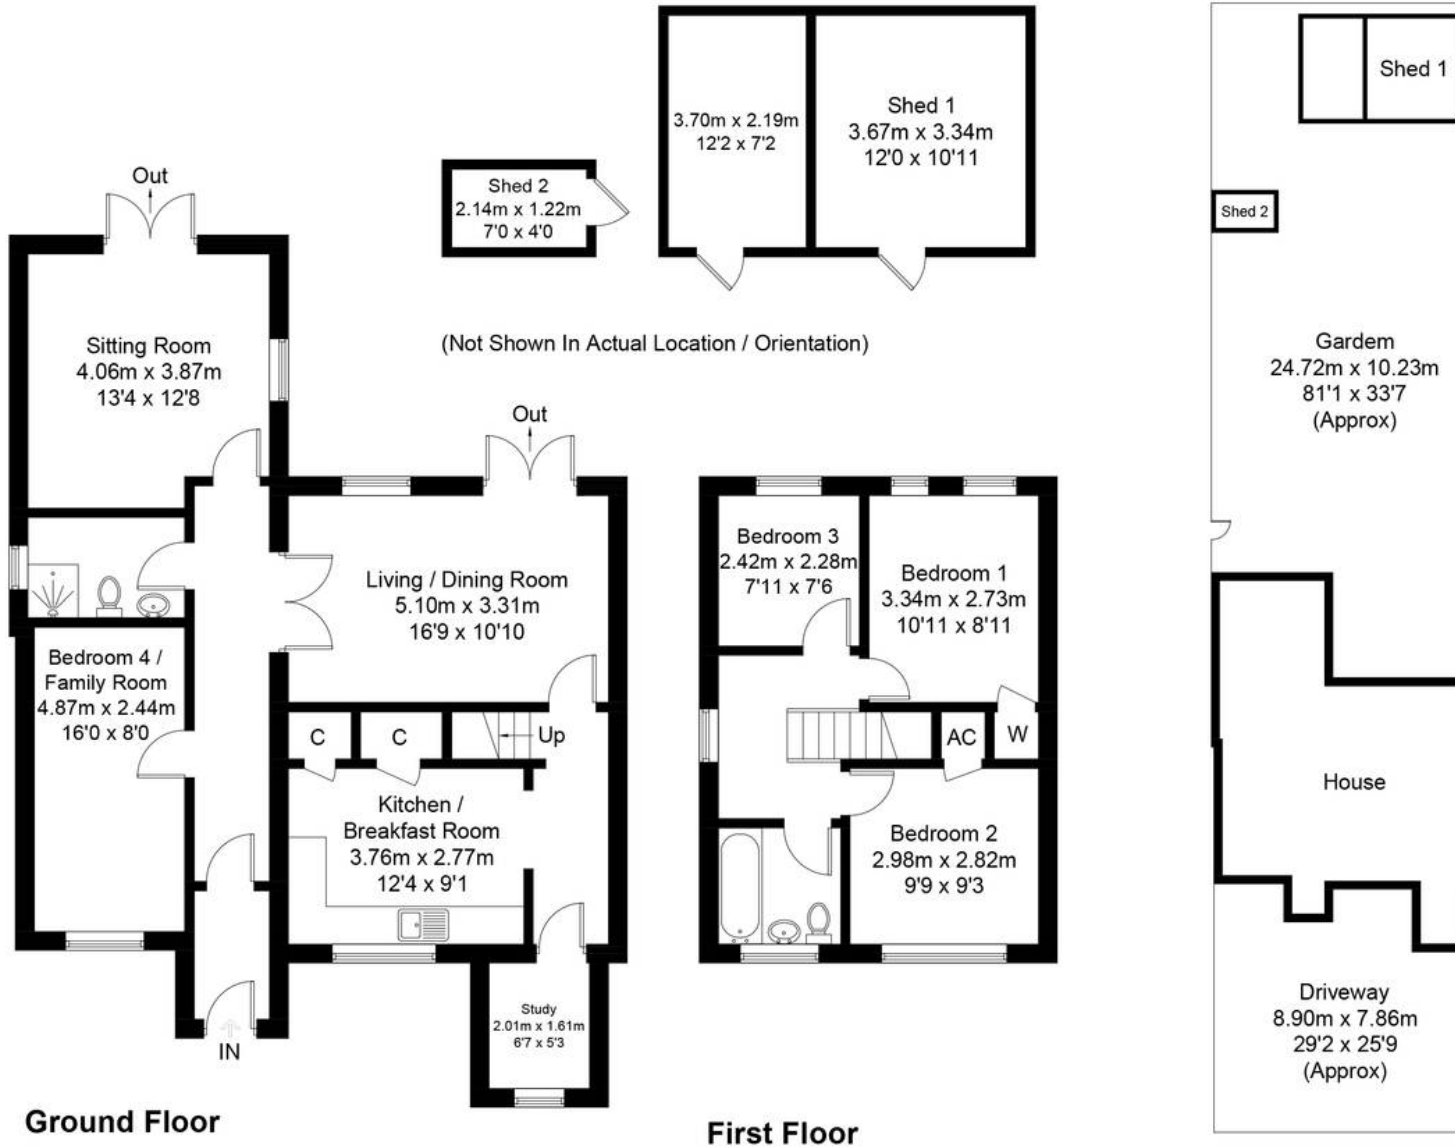 Out
Sitting Room
4.06m x 3.87m
13'4 x 12'8
Shed 2
2.14m x 1.22m
7'0 x 4'0
3.70m x 2.19m
12'2 x 7'2
Shed 1
3.67m x 3.34m
12'0 x 10'11
(Not Shown In Actual Location / Orientation)
Out
Living / Dining Room
5.10m x 3.31m
16'9 x 10'10
Bedroom 4 /
Family Room
4.87m x 2.44m
16'0 x 8'0
C
C
Up
Kitchen /
Breakfast Room
3.76m x 2.77m
12'4 x 9'1
Study
2.01m x 1.61m
6'7 x 5'3
IN
Ground Floor
Bedroom 3
2.42m x 2.28m
7'11 x 7'6
Bedroom 1
3.34m x 2.73m
10'11 x 8'11
AC
W
Bedroom 2
2.98m x 2.82m
9'9 x 9'3
First Floor
Shed 1
Shed 2
Gardem
24.72m x 10.23m
81'1 x 33'7
(Approx)
House
Driveway
8.90m x 7.86m
29'2 x 25'9
(Approx)